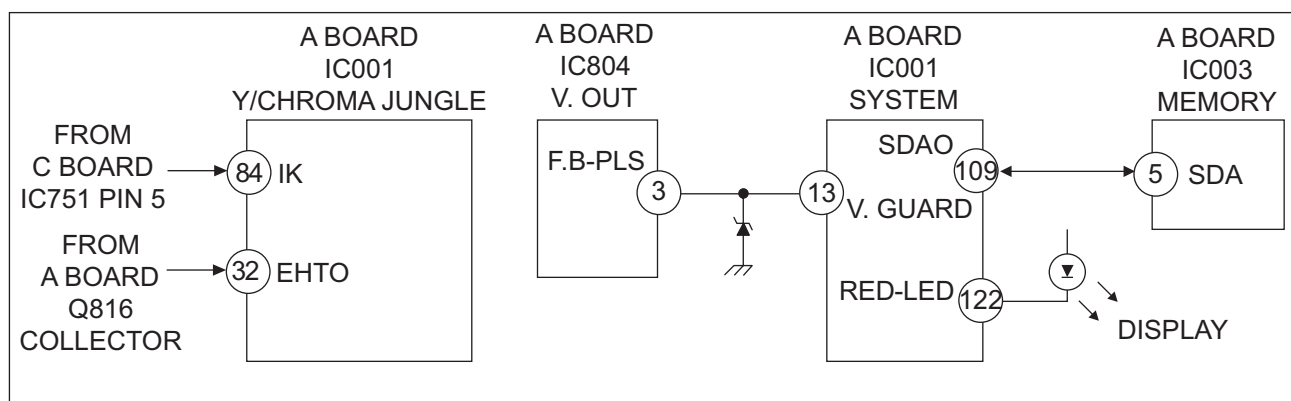 A BOARD
IC001
Y/CHROMA JUNGLE
FROM
C BOARD
IC751 PIN 5
84
IK
FROM
A BOARD
Q816
COLLECTOR
32
EHTO
A BOARD
IC804
V. OUT
F.B-PLS
3
A BOARD
IC001
SYSTEM
13
V. GUARD
SDAO
109
RED-LED
122
A BOARD
IC003
MEMORY
5
SDA
DISPLAY